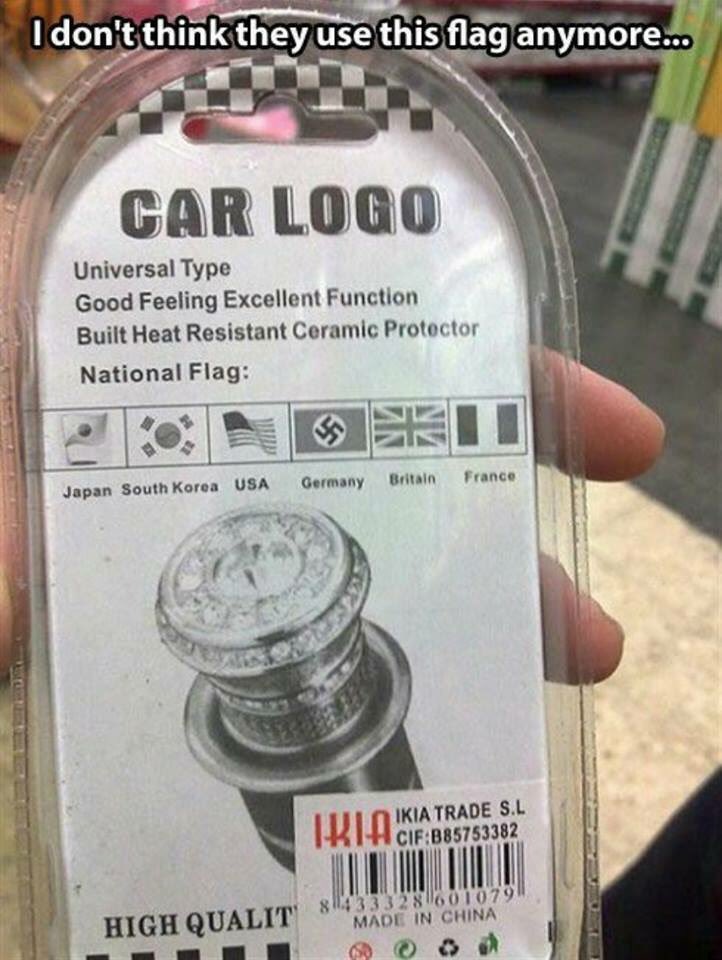 I don't think they use this flag anymore...
CAR LOGO
Universal Type
Good Feeling Excellent Function
Built Heat Resistant Ceramic Protector
National Flag:
Japan South Korea USA Germany Britain France
IKIA IKIA TRADE S.L
CIF:B85753382
8 433328 601079
MADE IN CHINA
HIGH QUALIT